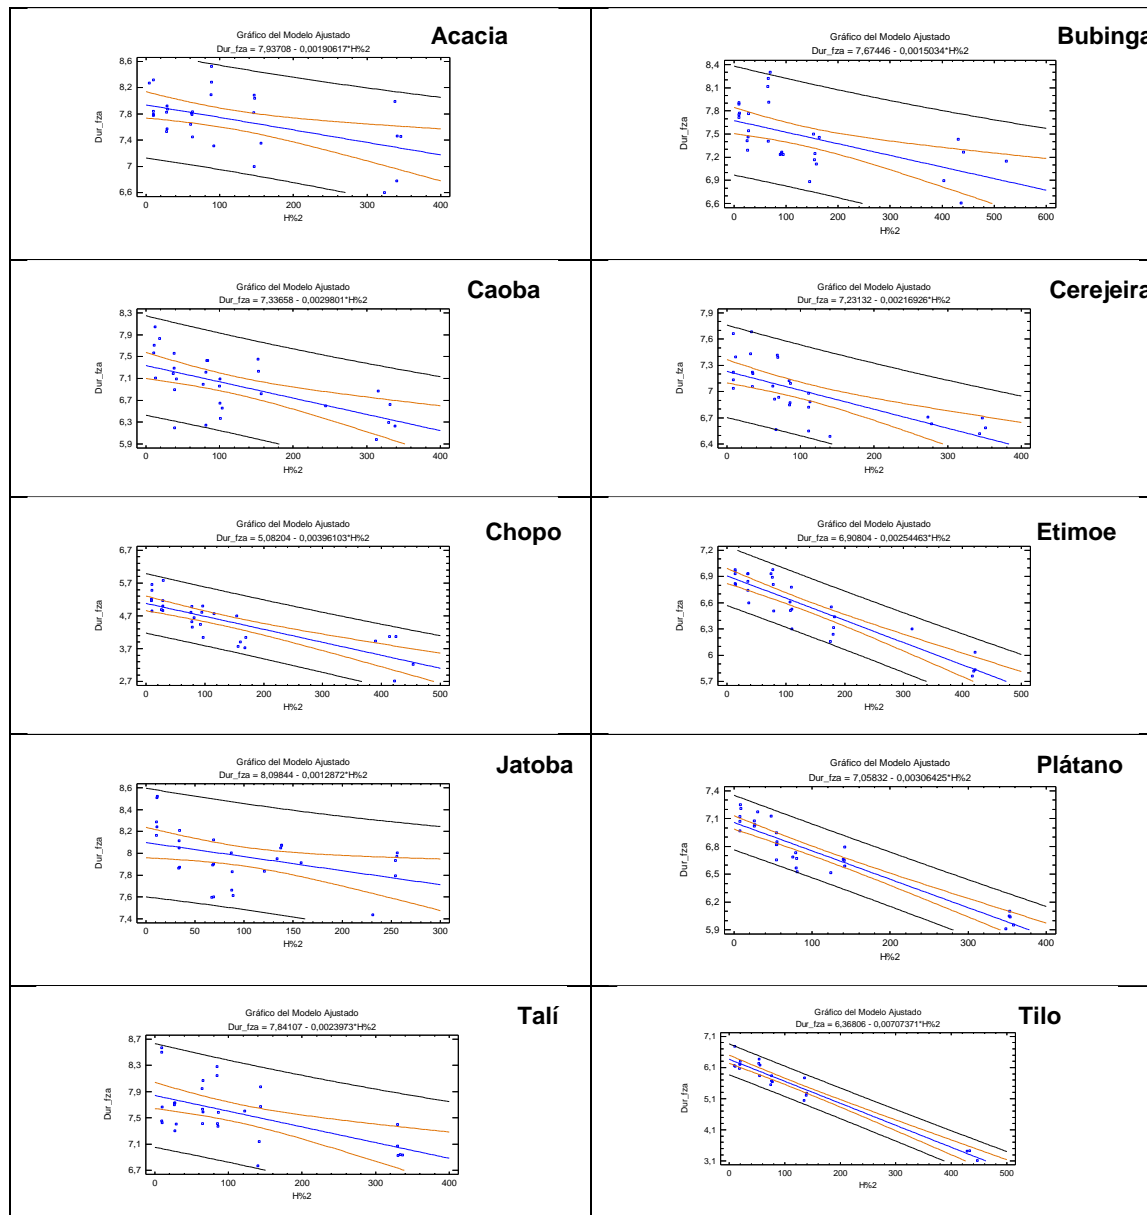 Acacia
Gráfico del Modelo Ajustado
Dur_fza = 7,93708 - 0,00190617*H%2
8,6
8,2
7,8
7,4
7
6,6
Dur_fza
0 100 200 300 400
H%2
Bubinga
Gráfico del Modelo Ajustado
Dur_fza = 7,67446 - 0,0015034*H%2
8,4
8,1
7,8
7,5
7,2
6,9
6,6
Dur_fza
0 100 200 300 400 500 600
H%2
Caoba
Gráfico del Modelo Ajustado
Dur_fza = 7,33658 - 0,0029801*H%2
8,3
7,9
7,5
7,1
6,7
6,3
5,9
Dur_fza
0 100 200 300 400
H%2
Cerejeira
Gráfico del Modelo Ajustado
Dur_fza = 7,23132 - 0,00216926*H%2
7,9
7,6
7,3
7
6,7
6,4
Dur_fza
0 100 200 300 400
H%2
Chopo
Gráfico del Modelo Ajustado
Dur_fza = 5,08204 - 0,00396103*H%2
6,7
5,7
4,7
3,7
2,7
Dur_fza
0 100 200 300 400 500
H%2
Etimoe
Gráfico del Modelo Ajustado
Dur_fza = 6,90804 - 0,00254463*H%2
7,2
6,9
6,6
6,3
6
5,7
Dur_fza
0 100 200 300 400 500
H%2
Jatoba
Gráfico del Modelo Ajustado
Dur_fza = 8,09844 - 0,0012872*H%2
8,6
8,4
8,2
8
7,8
7,6
7,4
Dur_fza
0 50 100 150 200 250 300
H%2
Plátano
Gráfico del Modelo Ajustado
Dur_fza = 7,05832 - 0,00306425*H%2
7,4
7,1
6,8
6,5
6,2
5,9
Dur_fza
0 100 200 300 400
H%2
Talí
Gráfico del Modelo Ajustado
Dur_fza = 7,84107 - 0,0023973*H%2
8,7
8,3
7,9
7,5
7,1
6,7
Dur_fza
0 100 200 300 400
H%2
Tilo
Gráfico del Modelo Ajustado
Dur_fza = 6,36806 - 0,00707371*H%2
7,1
6,1
5,1
4,1
3,1
Dur_fza
0 100 200 300 400 500
H%2